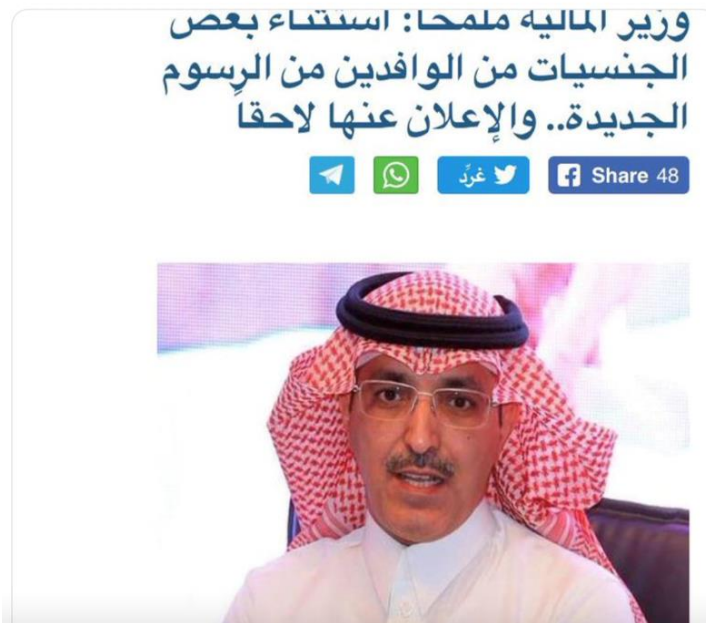 وزير المالية ملمحاً: استثناء بعض
الجنسيات من الوافدين من الرسوم
الجديدة.. والإعلان عنها لاحقاً
غرِّد
Share 48